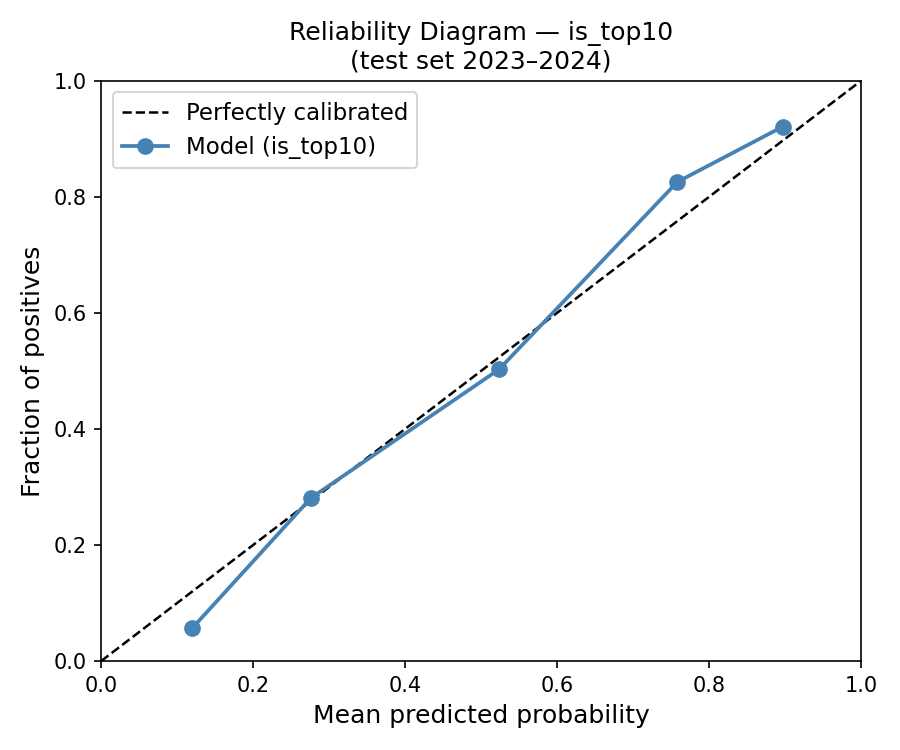 Reliability Diagram — is_top10
(test set 2023–2024)
Perfectly calibrated
Model (is_top10)
Fraction of positives
1.0
0.8
0.6
0.4
0.2
0.0
0.0 0.2 0.4 0.6 0.8 1.0
Mean predicted probability